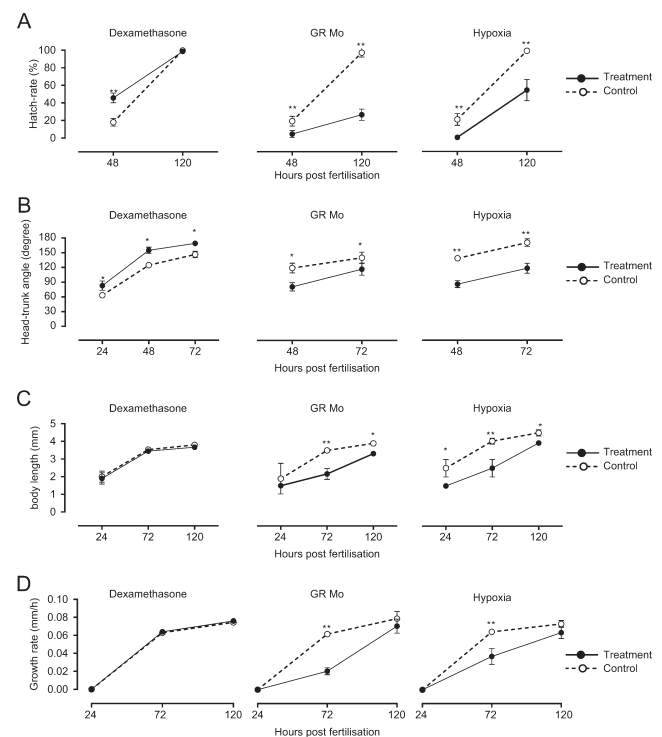 A
Dexamethasone
GR Mo
Hypoxia
Hatch-rate (%)
100
80
60
40
20
0
**
**
**
**
**
Treatment
Control
48
120
48
120
48
120
Hours post fertilisation
B
Dexamethasone
GR Mo
Hypoxia
Head-trunk angle (degree)
180
150
120
90
60
30
0
*
*
*
*
*
**
**
Treatment
Control
24
48
72
48
72
48
72
Hours post fertilisation
C
Dexamethasone
GR Mo
Hypoxia
body length (mm)
5
4
3
2
1
0
**
*
*
**
*
Treatment
Control
24
72
120
24
72
120
24
72
120
Hours post fertilisation
D
Dexamethasone
GR Mo
Hypoxia
Growth rate (mm/h)
0.10
0.08
0.06
0.04
0.02
0.00
**
**
Treatment
Control
24
72
120
24
72
120
24
72
120
Hours post fertilisation